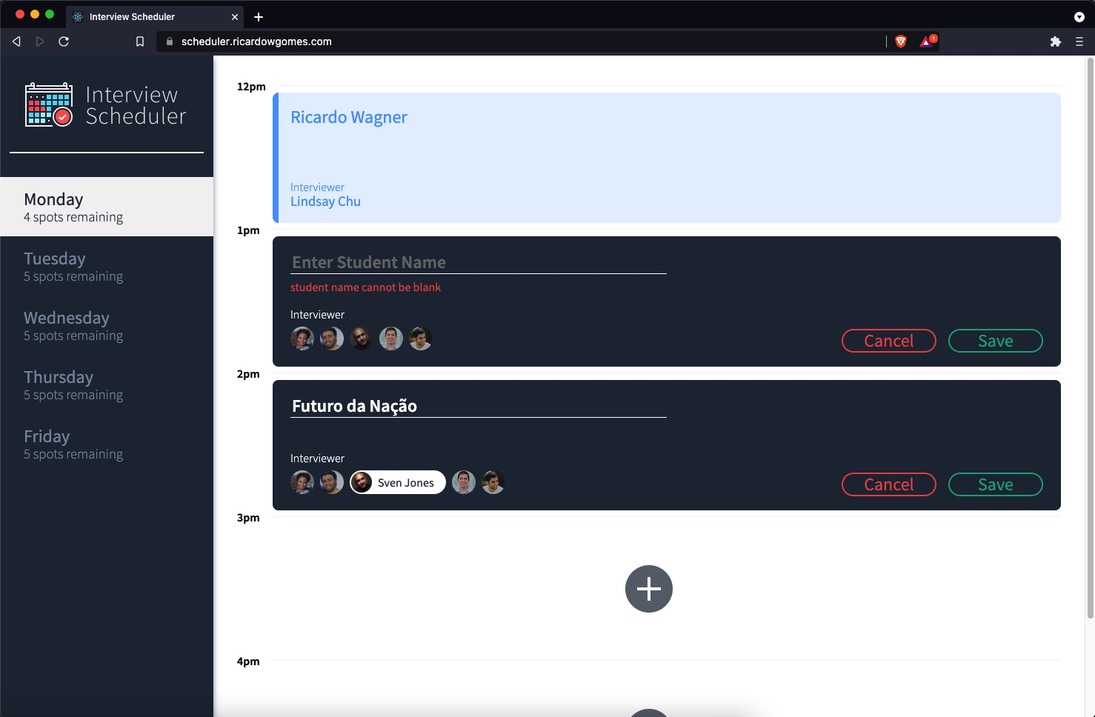 Interview Scheduler
scheduler.ricardowgomes.com
1
Interview
Scheduler
Monday
4 spots remaining
Tuesday
5 spots remaining
Wednesday
5 spots remaining
Thursday
5 spots remaining
Friday
5 spots remaining
12pm
Ricardo Wagner
Interviewer
Lindsay Chu
1pm
Enter Student Name
student name cannot be blank
Interviewer
Cancel Save
2pm
Futuro da Nação
Interviewer
Sven Jones
Cancel Save
3pm
4pm